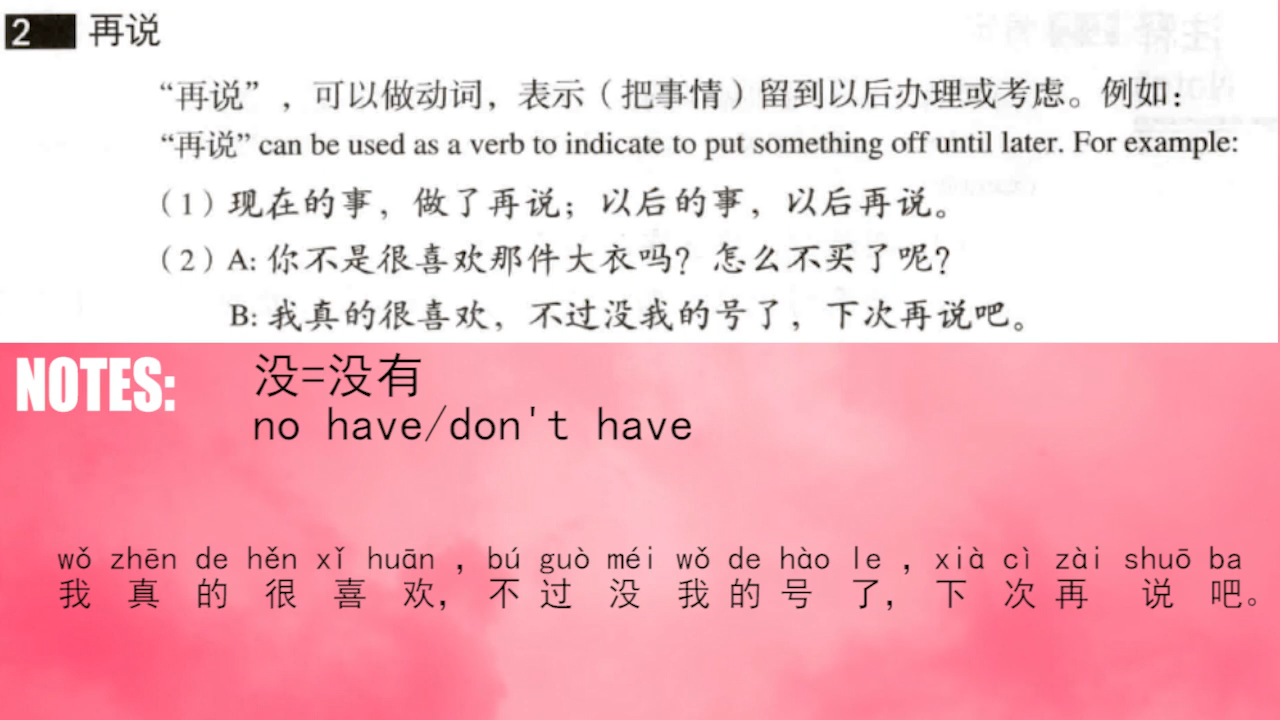 2 再说
“再说”，可以做动词，表示（把事情）留到以后办理或考虑。例如：
“再说” can be used as a verb to indicate to put something off until later. For example:
（1）现在的事，做了再说；以后的事，以后再说。
（2）A: 你不是很喜欢那件大衣吗？怎么不买了呢？
B: 我真的很喜欢，不过没我的号了，下次再说吧。
NOTES:
没=没有
no have/don't have
wǒ zhēn de hěn xǐ huān , bú guò méi wǒ de hào le , xià cì zài shuō ba
我 真 的 很 喜 欢, 不 过 没 我 的 号 了, 下 次 再 说 吧。